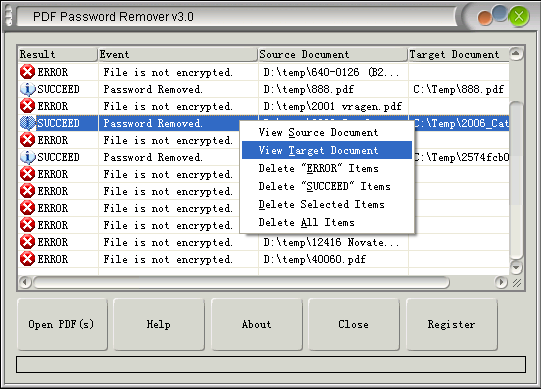 PDF Password Remover v3.0
Result Event Source Document Target Document
ERROR File is not encrypted. D:\temp\640-0126 (B2...
SUCCEED Password Removed. D:\temp\888.pdf C:\Temp\888.pdf
ERROR File is not encrypted. D:\temp\2001 vragen.pdf
SUCCEED Password Removed. C:\Temp\2006_Cat
ERROR File is not encrypted.
SUCCEED Password Removed. C:\Temp\2574fcb0
ERROR File is not encrypted.
ERROR File is not encrypted.
ERROR File is not encrypted.
ERROR File is not encrypted.
ERROR File is not encrypted. D:\temp\12416 Novate...
ERROR File is not encrypted. D:\temp\40060.pdf
View Source Document
View Target Document
Delete "ERROR" Items
Delete "SUCCEED" Items
Delete Selected Items
Delete All Items
Open PDF(s) Help About Close Register